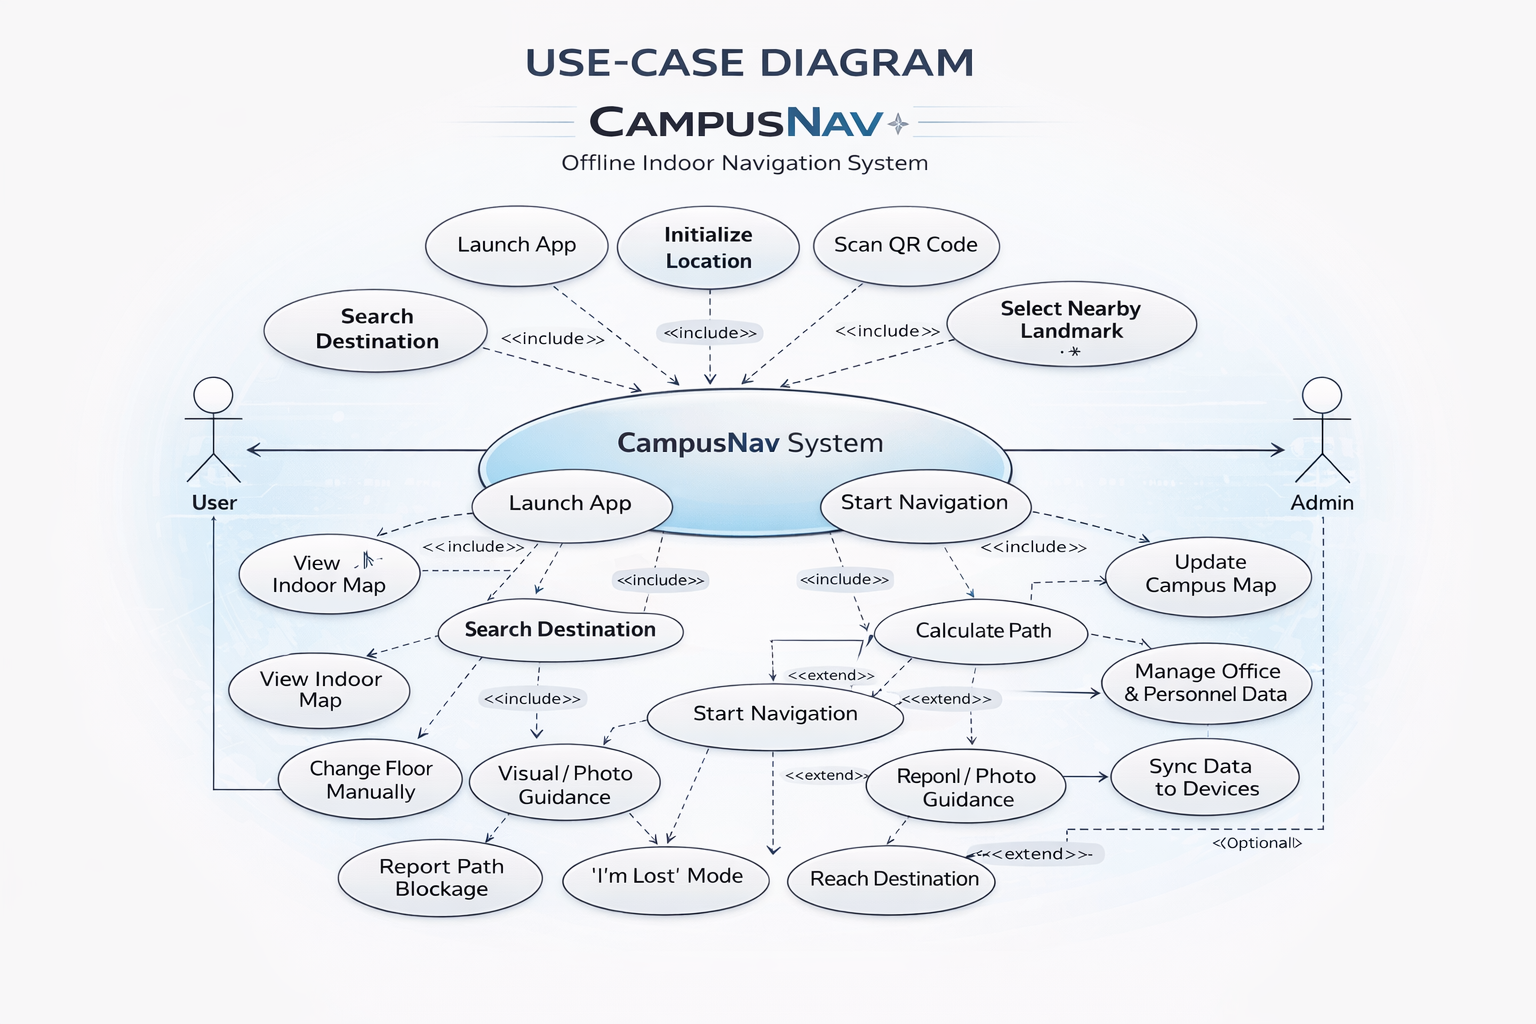 USE-CASE DIAGRAM
CAMPUSNAV
Offline Indoor Navigation System
Launch App
Initialize
Location
Scan QR Code
Search
Destination
Select Nearby
Landmark
<<include>>
<<include>>
<<include>>
CampusNav System
User
Admin
Launch App
Start Navigation
View
Indoor Map
<<include>>
<<include>>
<<include>>
<<include>>
Update
Campus Map
Search Destination
Calculate Path
View Indoor
Map
<<include>>
<<extend>>
<<extend>>
Manage Office
& Personnel Data
Start Navigation
Change Floor
Manually
Visual / Photo
Guidance
<<extend>>
Reponl / Photo
Guidance
Sync Data
to Devices
Report Path
Blockage
'I'm Lost' Mode
Reach Destination
<<extend>>
<<Optional>